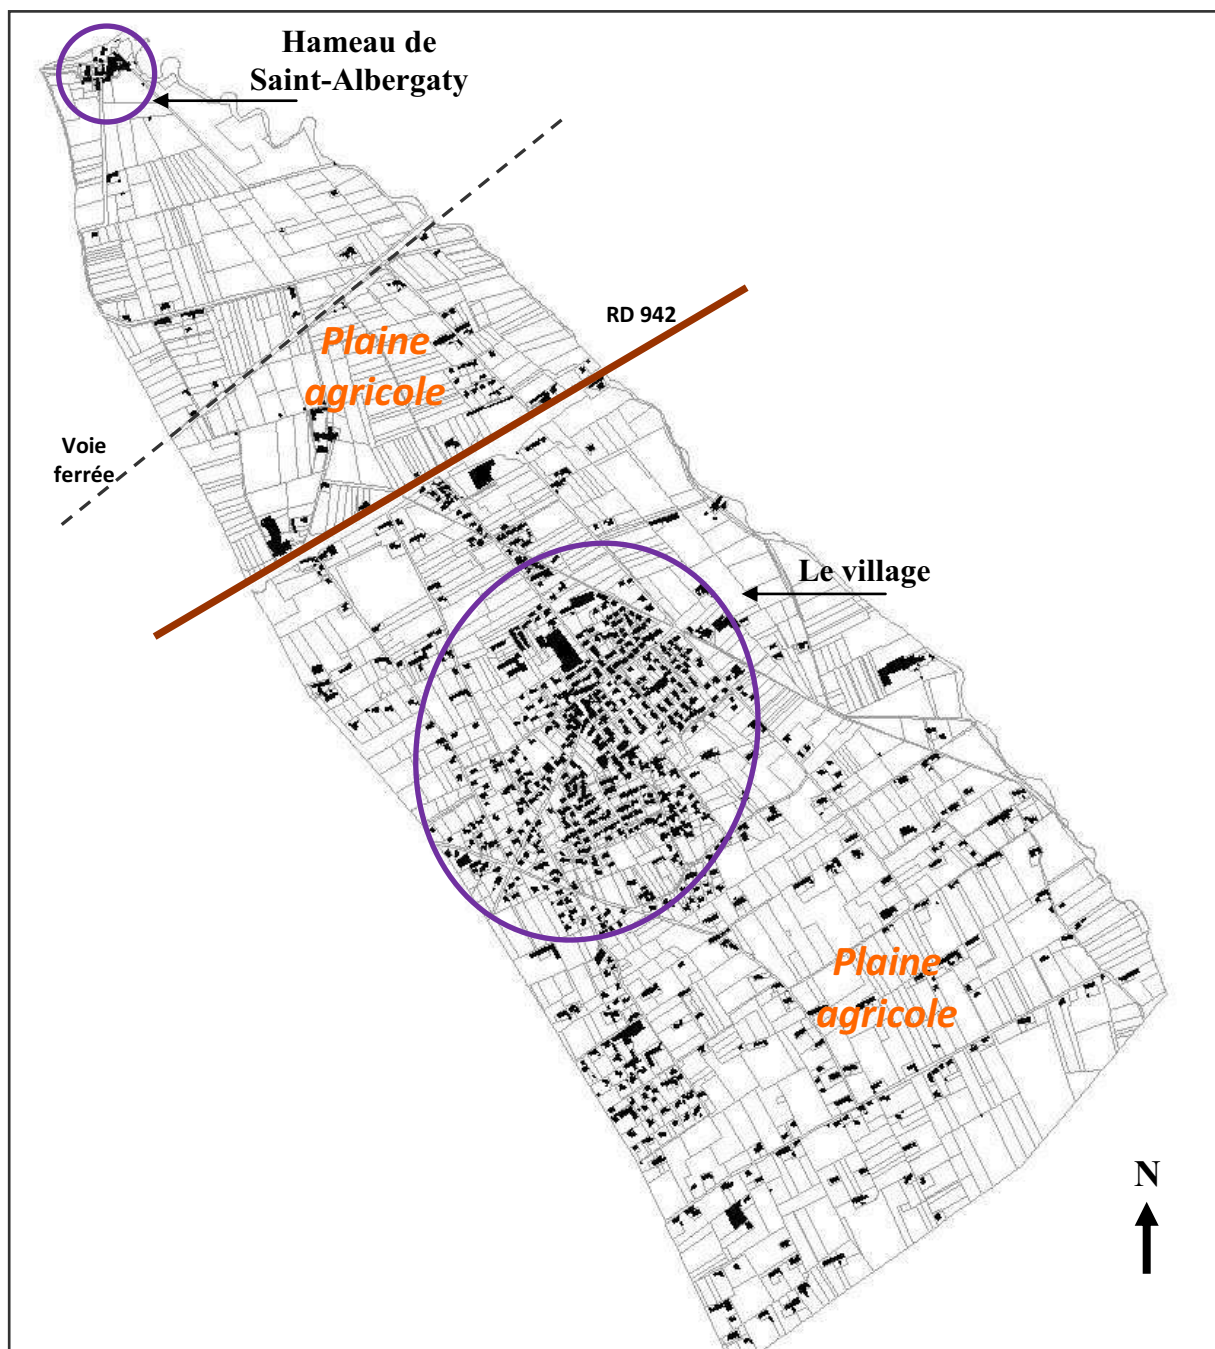 Hameau de
Saint-Albergaty
RD 942
Plaine
agricole
Voie
ferrée
Le village
Plaine
agricole
N